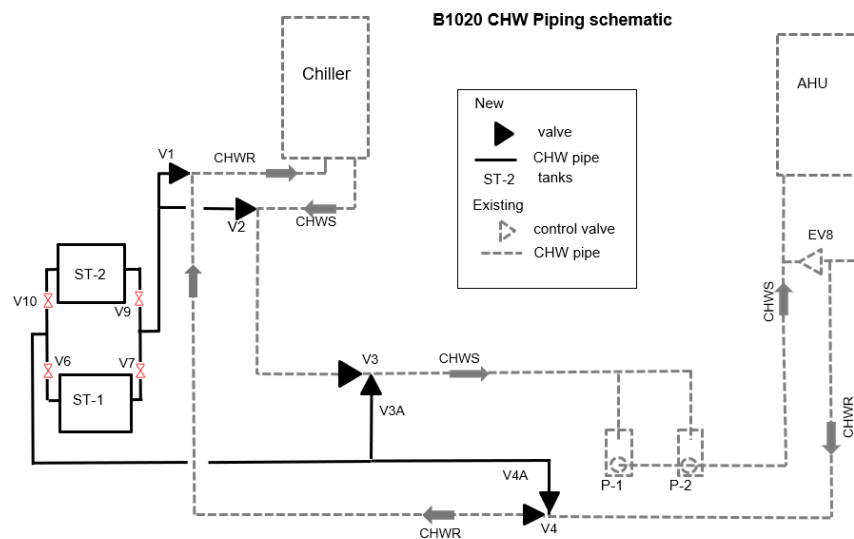 B1020 CHW Piping schematic
Chiller
AHU
New
valve
CHW pipe
ST-2 tanks
Existing
control valve
CHW pipe
V1
CHWR
V2
CHWS
EV8
ST-2
V10
V9
CHWS
V6
V7
V3
CHWS
ST-1
V3A
CHWR
V4A
P-1
P-2
V4
CHWR